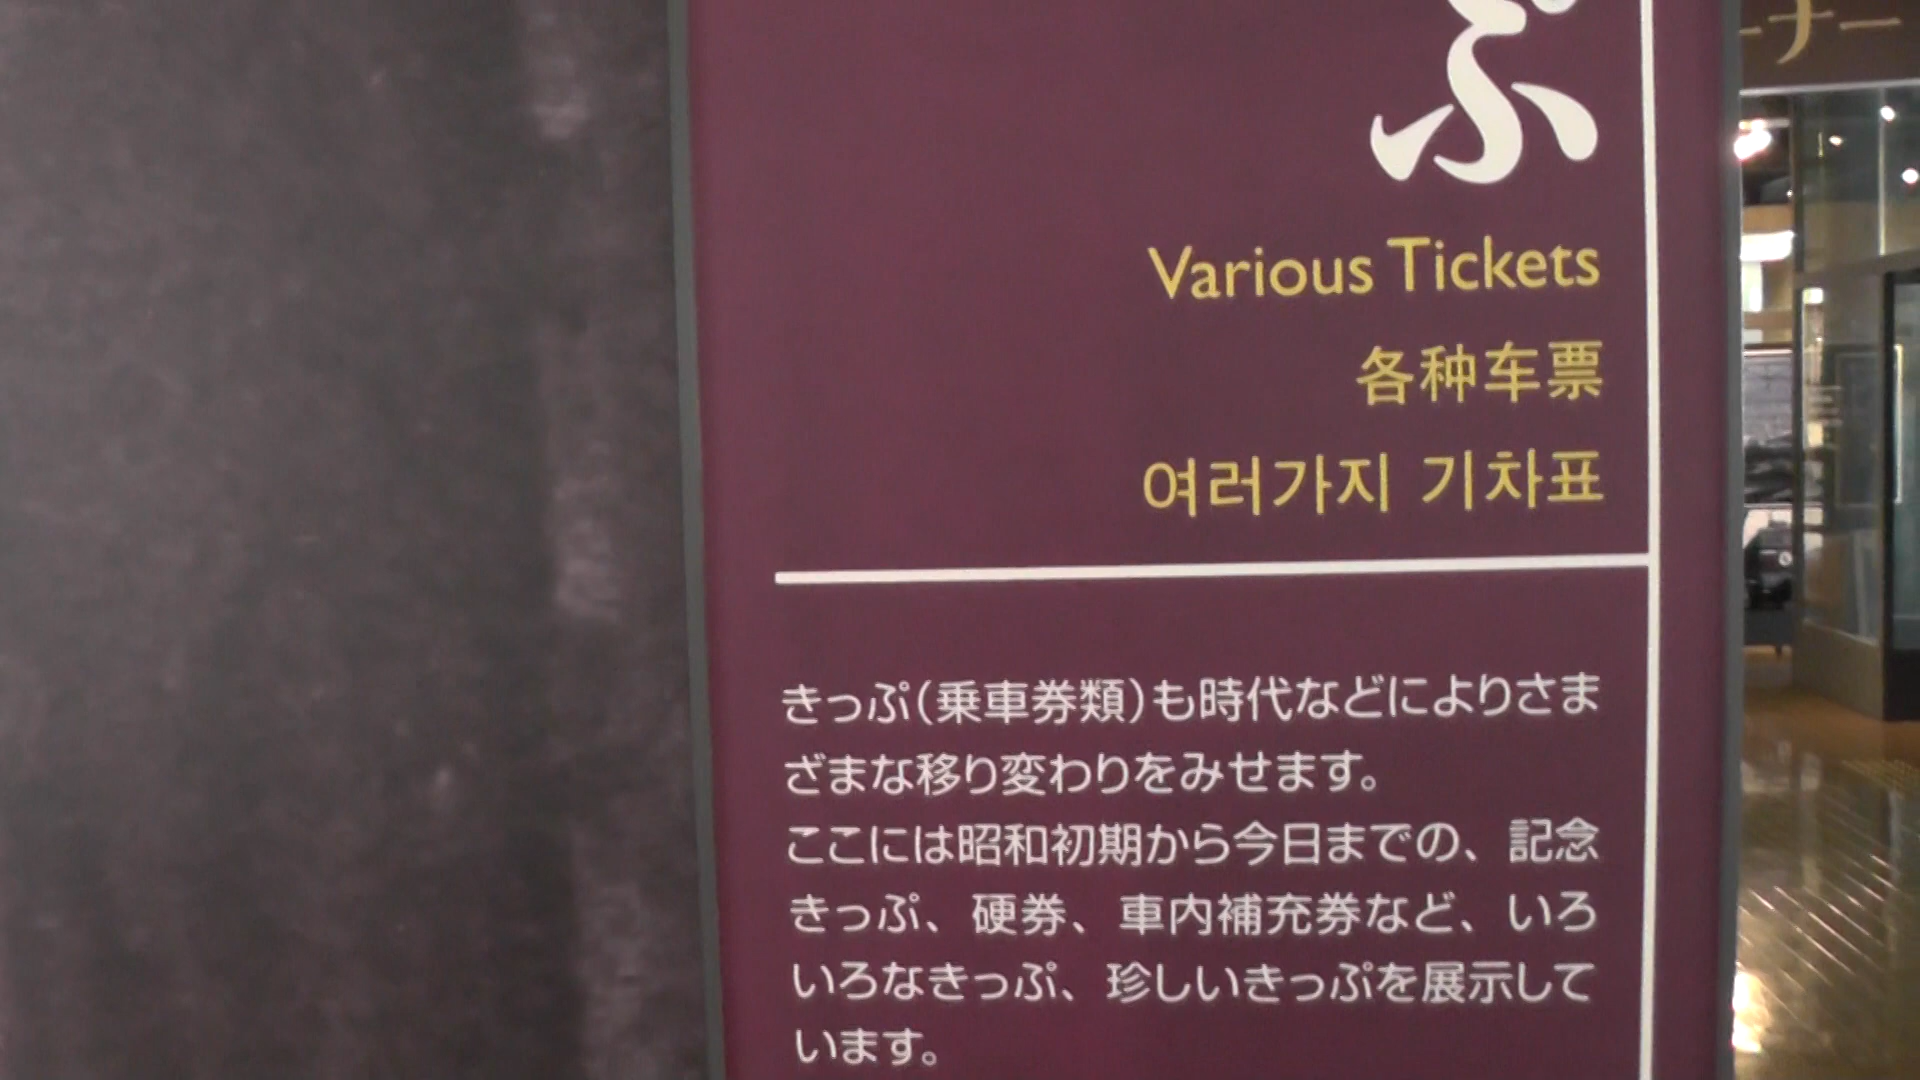 ぷ
Various Tickets
各种车票
여러가지 기차표
きっぷ(乗車券類)も時代などによりさま
ざまな移り変わりをみせます。
ここには昭和初期から今日までの、記念
きっぷ、硬券、車内補充券など、いろ
いろなきっぷ、珍しいきっぷを展示して
います。
ーナー